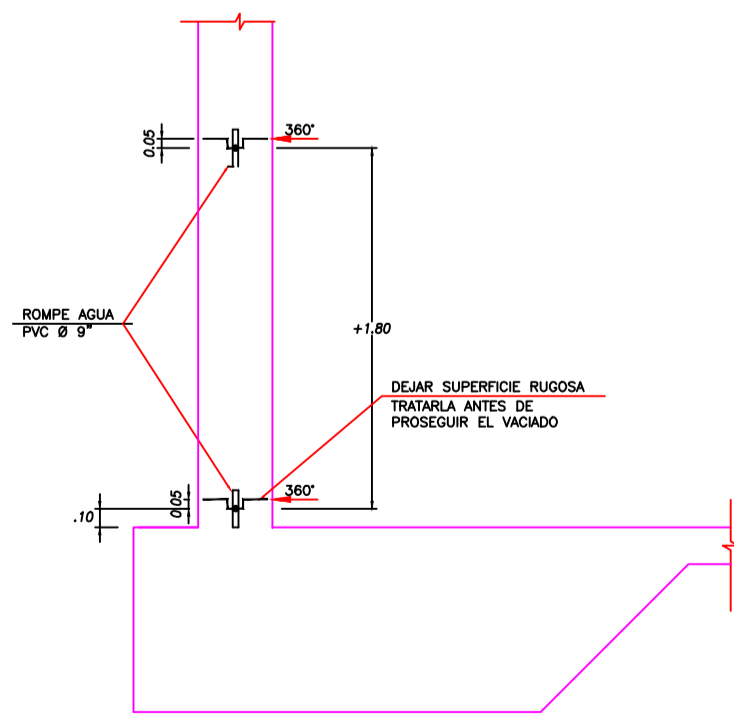 0.05
360°
ROMPE AGUA
PVC Ø 9"
+1.80
DEJAR SUPERFICIE RUGOSA
TRATARLA ANTES DE
PROSEGUIR EL VACIADO
.10
0.05
360°